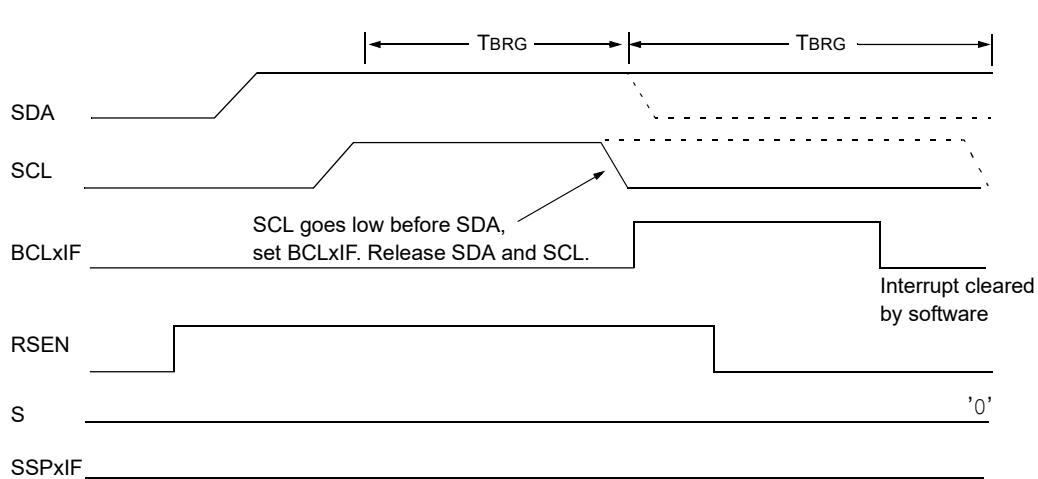 TBRG
TBRG
SDA
SCL
SCL goes low before SDA,
set BCLxIF. Release SDA and SCL.
BCLxIF
Interrupt cleared
by software
RSEN
S
'0'
SSPxIF